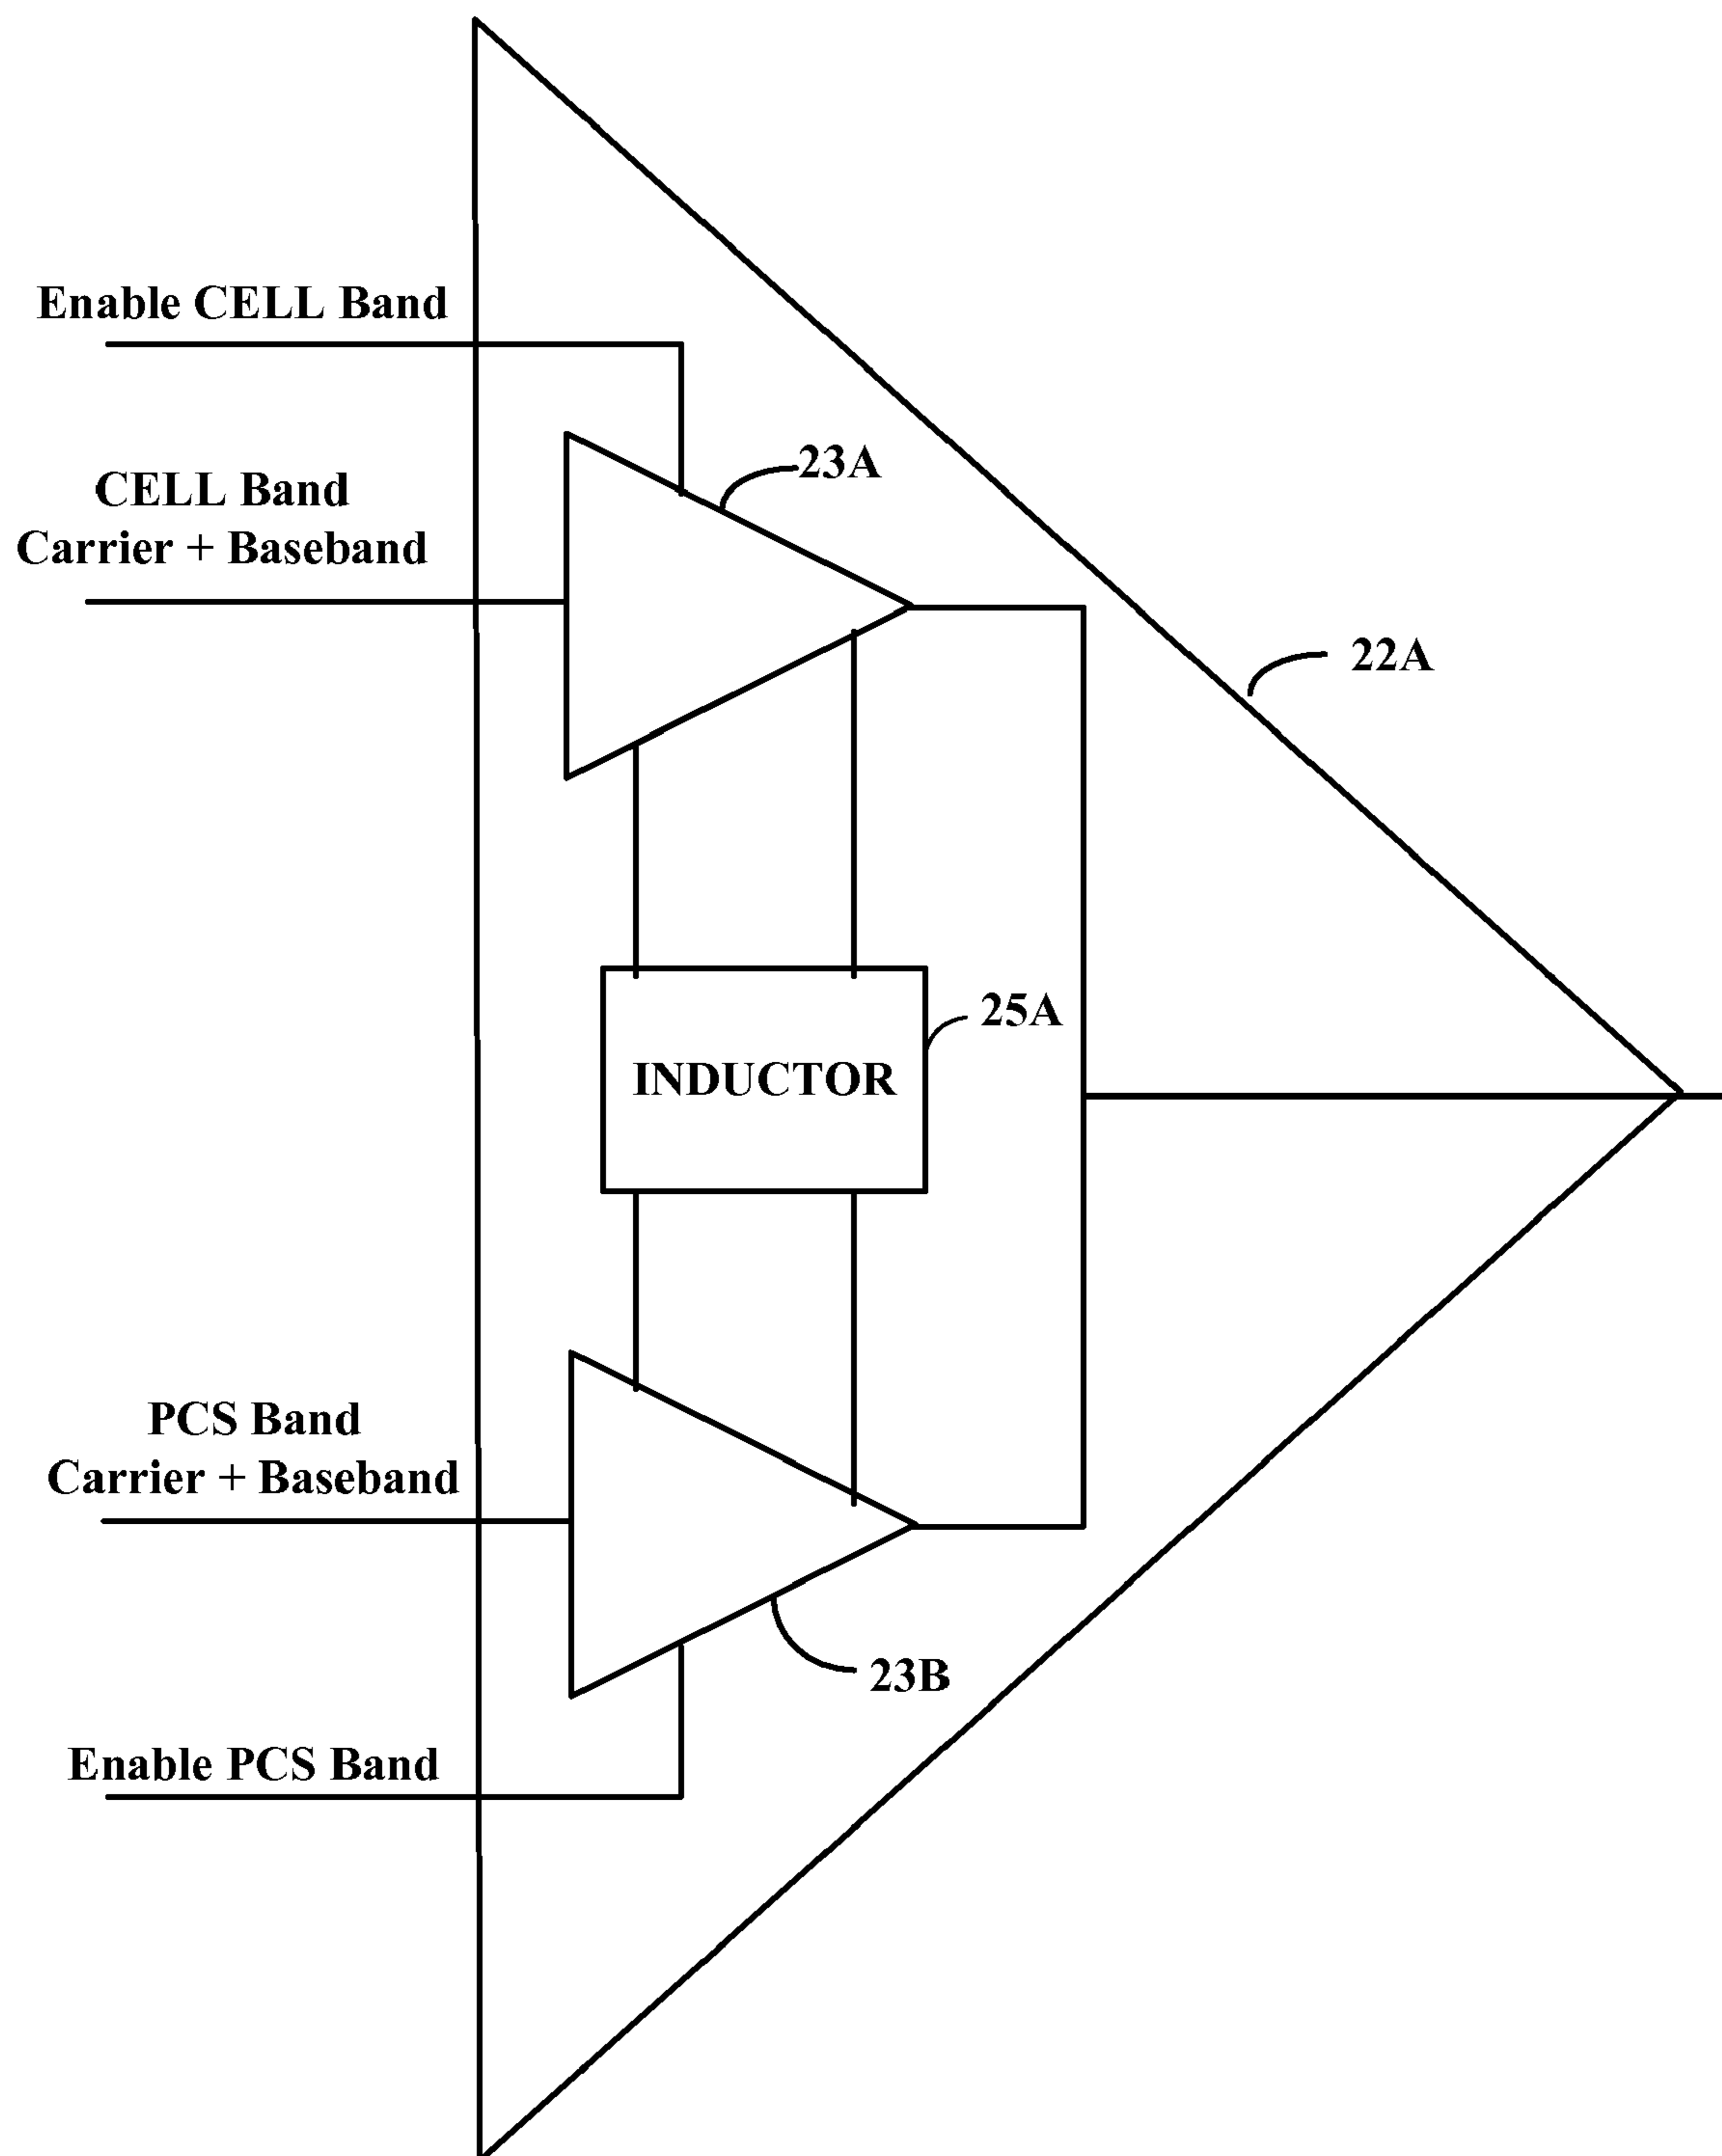 Enable CELL Band
23A
CELL Band
Carrier + Baseband
22A
25A
INDUCTOR
PCS Band
Carrier + Baseband
23B
Enable PCS Band